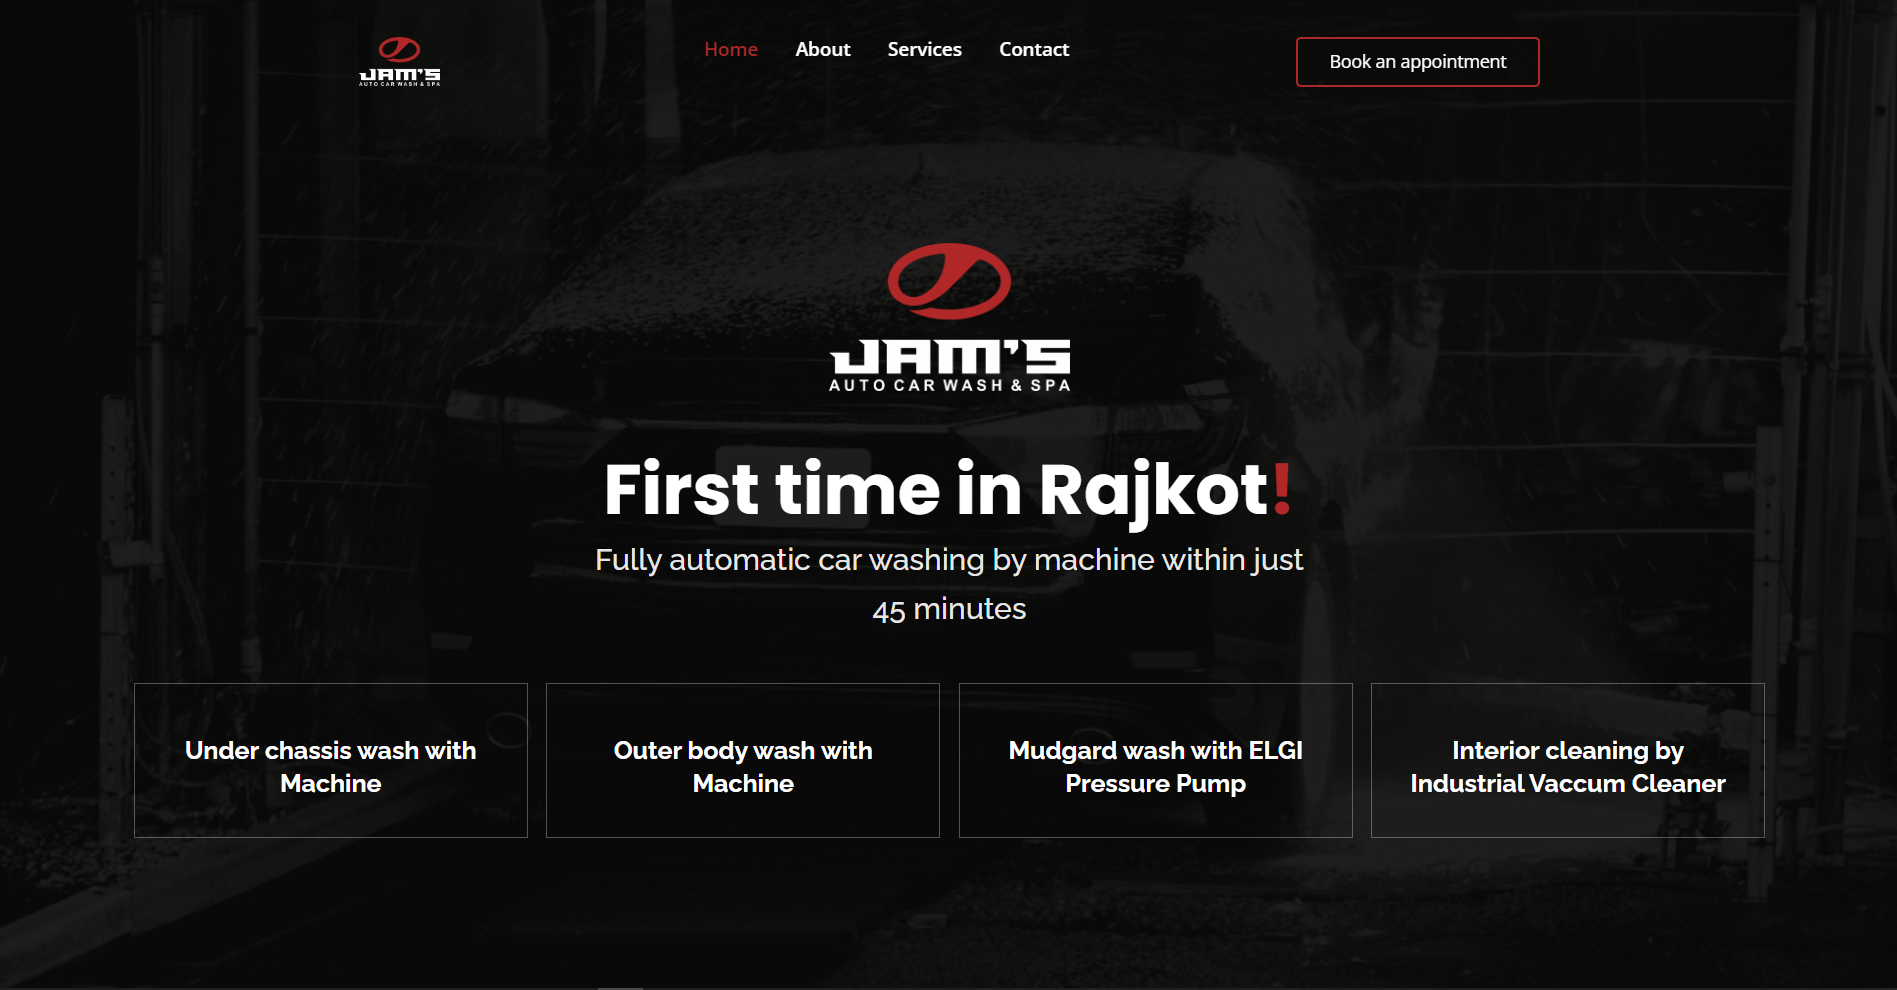 JAM'S
AUTO CAR WASH & SPA
Home About Services Contact
Book an appointment
JAM'S
AUTO CAR WASH & SPA
First time in Rajkot!
Fully automatic car washing by machine within just
45 minutes
Under chassis wash with
Machine
Outer body wash with
Machine
Mudgard wash with ELGI
Pressure Pump
Interior cleaning by
Industrial Vaccum Cleaner